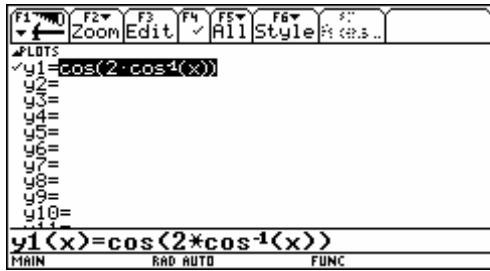 F1 F2 Zoom F3 Edit F4 ✓ F5 All F6 Style
PLOTS
✓y1=cos(2·cos⁻¹(x))
y2=
y3=
y4=
y5=
y6=
y7=
y8=
y9=
y10=
y1(x)=cos(2*cos⁻¹(x))
MAIN RAD AUTO FUNC